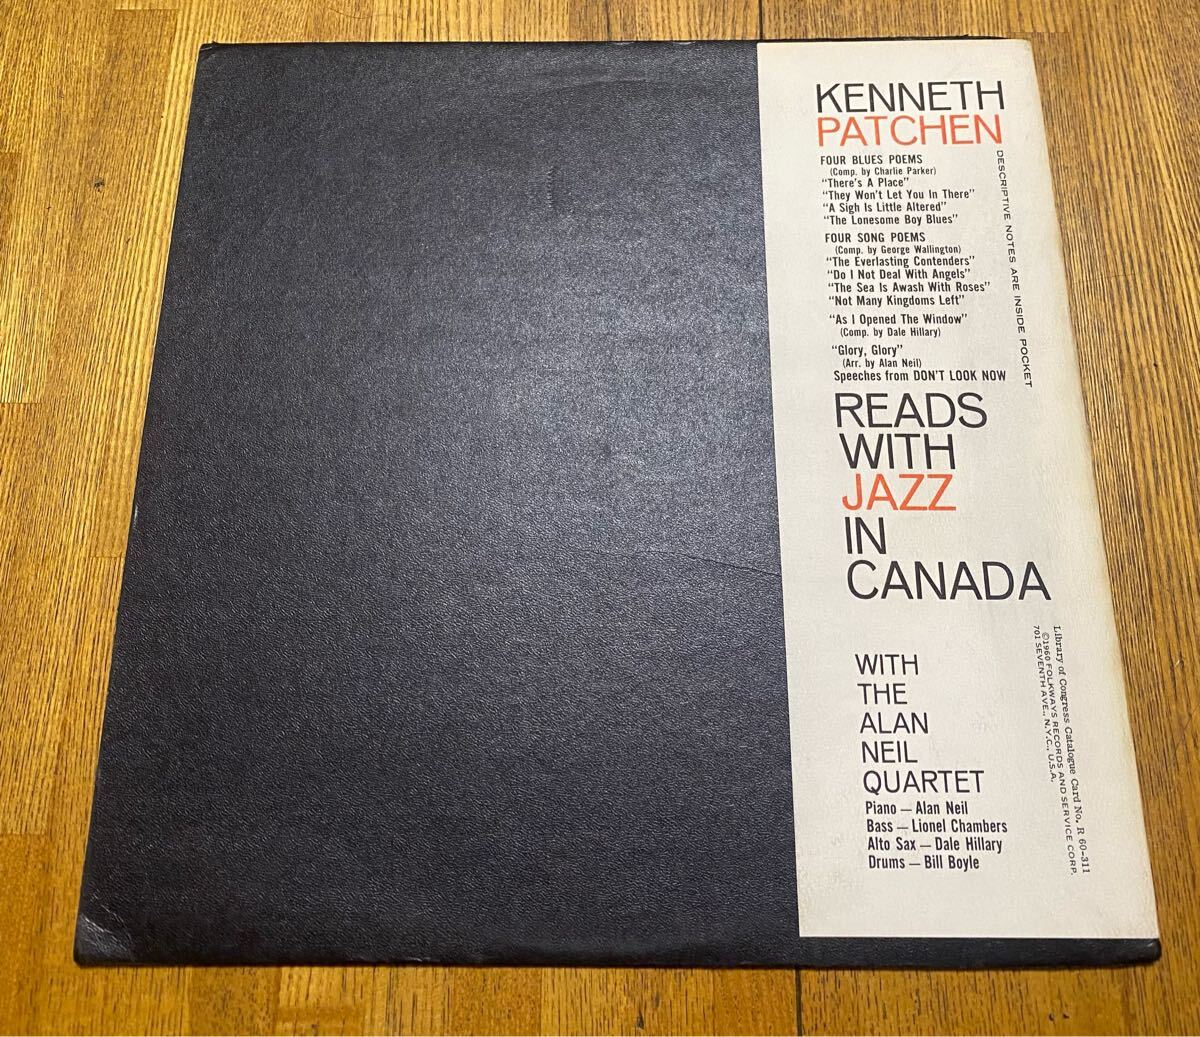 KENNETH
PATCHEN
FOUR BLUES POEMS
(Comp. by Charlie Parker)
"There's A Place"
"They Won't Let You In There"
"A Sigh Is Little Altered"
"The Lonesome Boy Blues"
FOUR SONG POEMS
(Comp. by George Wallington)
"The Everlasting Contenders"
"Do I Not Deal With Angels"
"The Sea Is Awash With Roses"
"Not Many Kingdoms Left"
"As I Opened The Window"
(Comp. by Dale Hillary)
"Glory, Glory"
(Arr. by Alan Neil)
Speeches from DON'T LOOK NOW
DESCRIPTIVE NOTES ARE INSIDE POCKET
READS
WITH
JAZZ
IN
CANADA
WITH
THE
ALAN
NEIL
QUARTET
Piano — Alan Neil
Bass — Lionel Chambers
Alto Sax — Dale Hillary
Drums — Bill Boyle
Library of Congress Catalogue Card No. R 60-311
©1960 FOLKWAYS RECORDS AND SERVICE CORP.
701 SEVENTH AVE., N.Y.C., U.S.A.